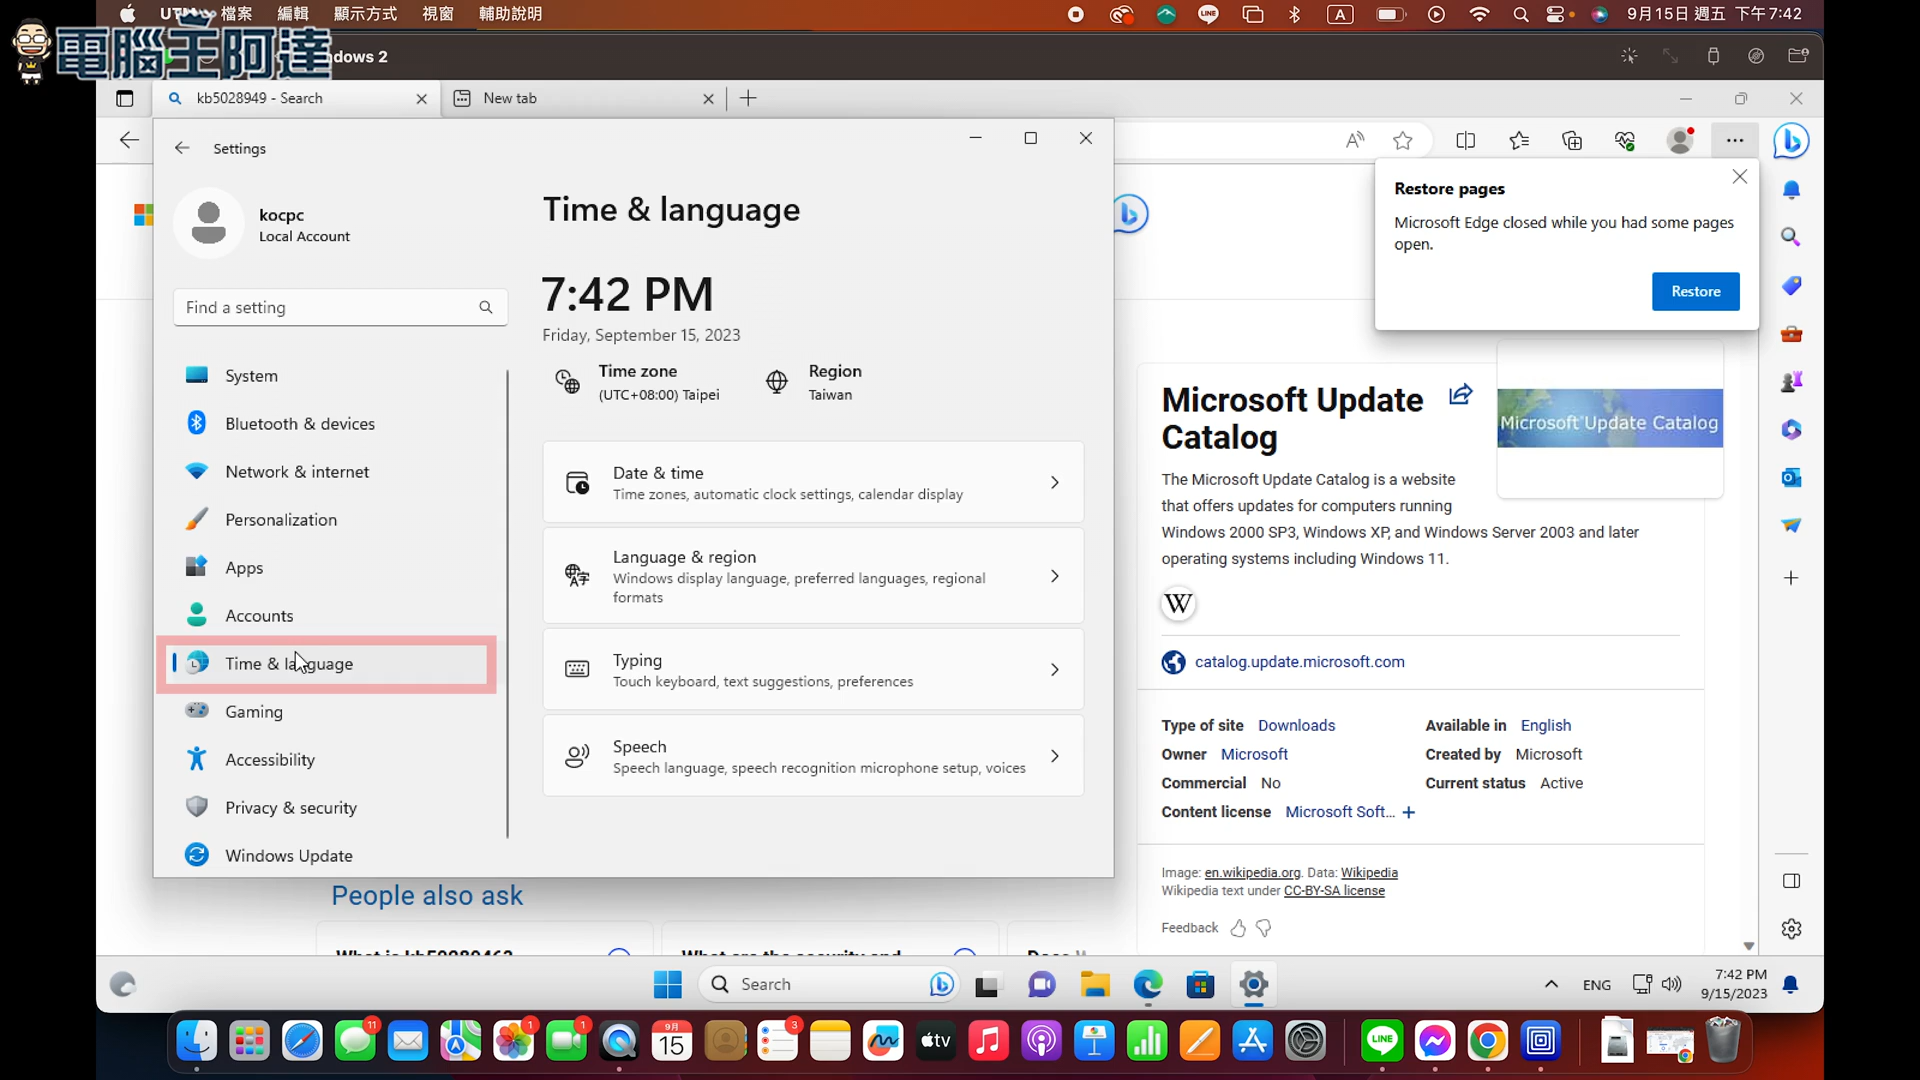 UTM 檔案 編輯 顯示方式 視窗 輔助說明
A
9月15日 週五 下午7:42
電腦王阿達
dows 2
kb5028949 - Search
New tab
Settings
kocpc
Local Account
Find a setting
System
Bluetooth & devices
Network & internet
Personalization
Apps
Accounts
Time & language
Gaming
Accessibility
Privacy & security
Windows Update
Time & language
7:42 PM
Friday, September 15, 2023
Time zone
(UTC+08:00) Taipei
Region
Taiwan
Date & time
Time zones, automatic clock settings, calendar display
Language & region
Windows display language, preferred languages, regional
formats
Typing
Touch keyboard, text suggestions, preferences
Speech
Speech language, speech recognition microphone setup, voices
Restore pages
Microsoft Edge closed while you had some pages
open.
Restore
Microsoft Update
Catalog
Microsoft Update Catalog
The Microsoft Update Catalog is a website
that offers updates for computers running
Windows 2000 SP3, Windows XP, and Windows Server 2003 and later
operating systems including Windows 11.
W
catalog.update.microsoft.com
Type of site Downloads
Available in English
Owner Microsoft
Created by Microsoft
Commercial No
Current status Active
Content license Microsoft Soft...
Image: en.wikipedia.org. Data: Wikipedia
Wikipedia text under CC-BY-SA license
Feedback
People also ask
Search
ENG
7:42 PM
9/15/2023
11
1
1
9月
15
3
tv
LINE